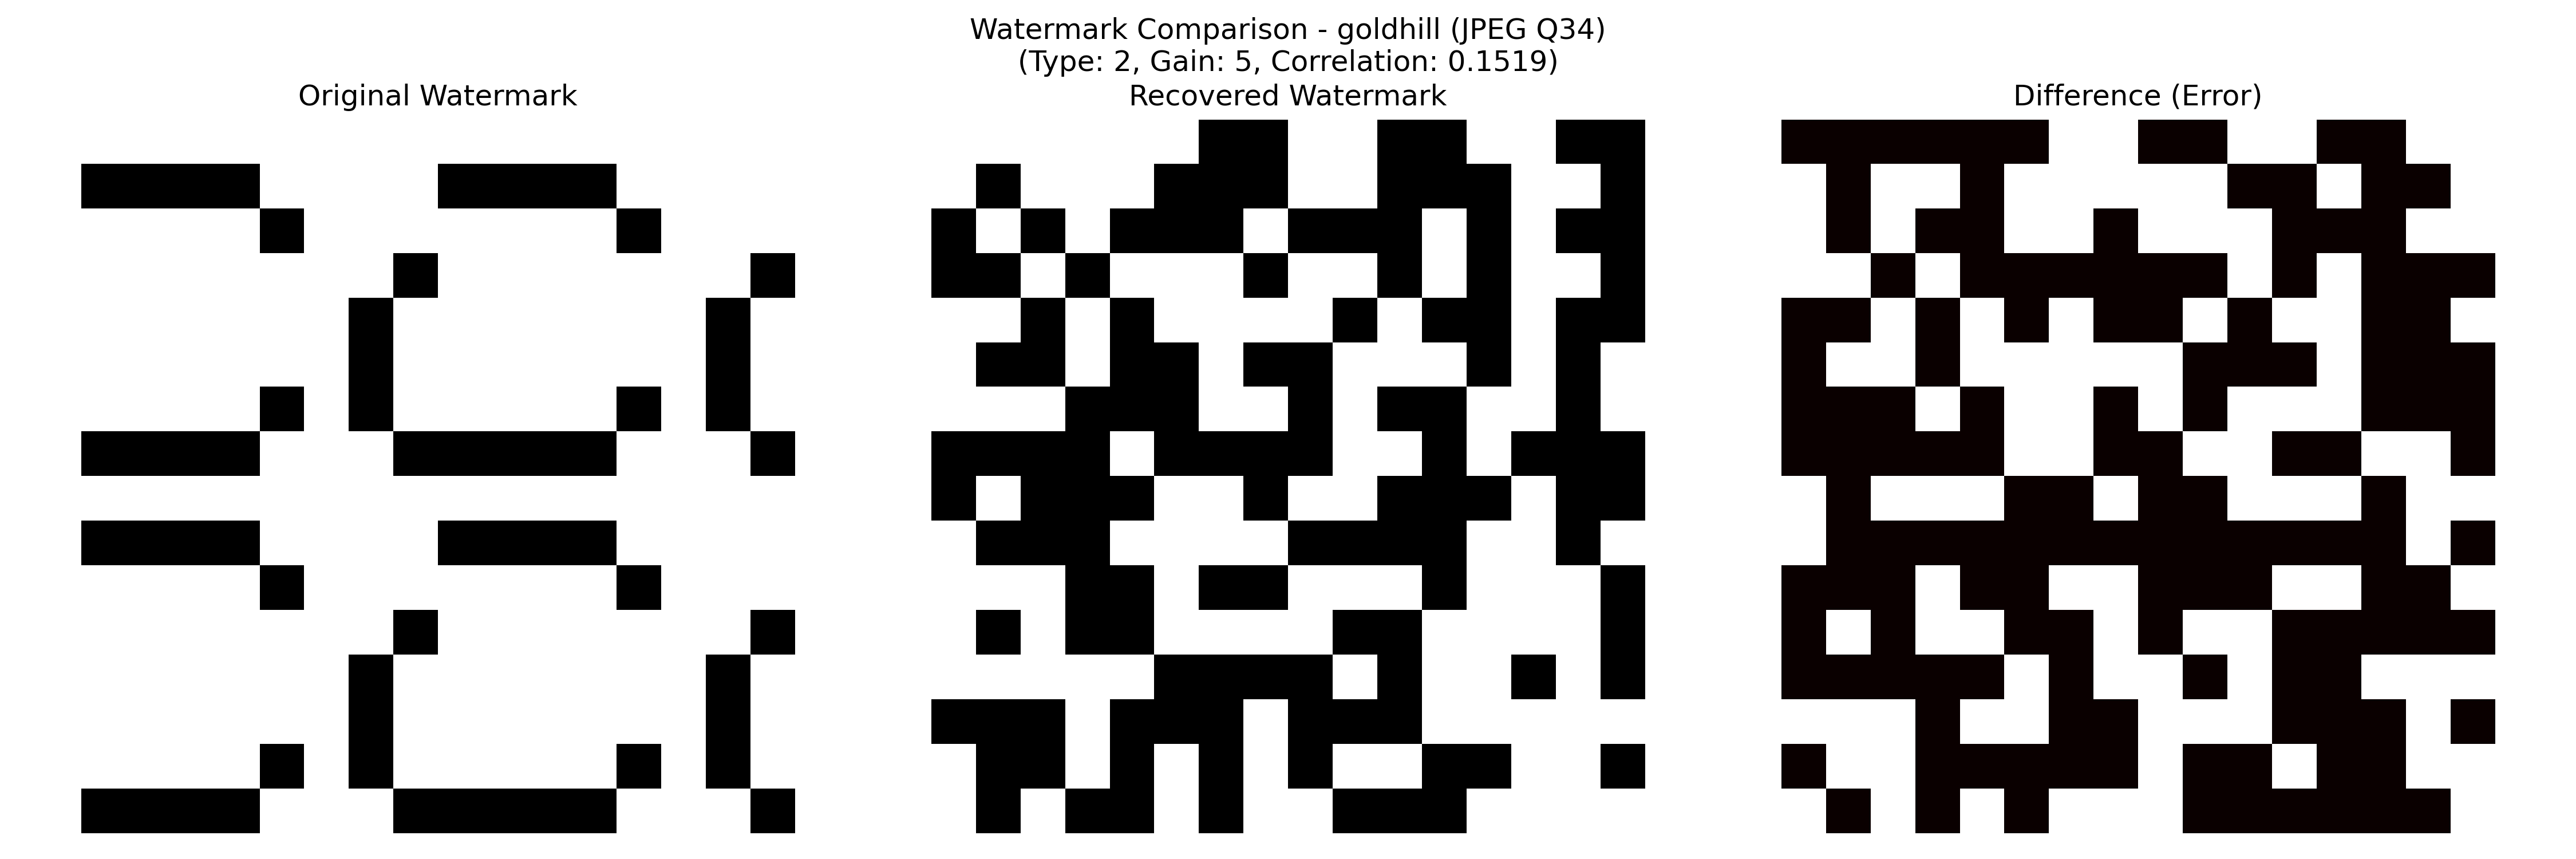 Watermark Comparison - goldhill (JPEG Q34)
(Type: 2, Gain: 5, Correlation: 0.1519)
Original Watermark
Recovered Watermark
Difference (Error)